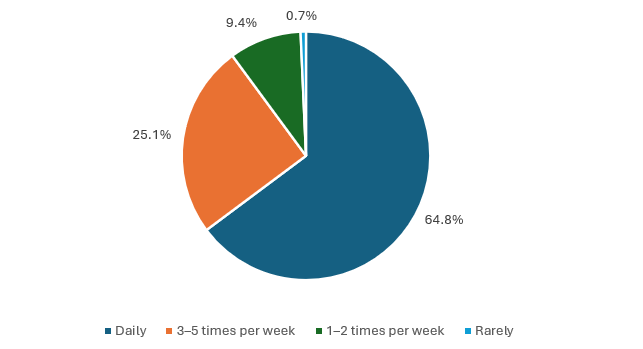 0.7%
9.4%
25.1%
64.8%
Daily 3–5 times per week 1–2 times per week Rarely